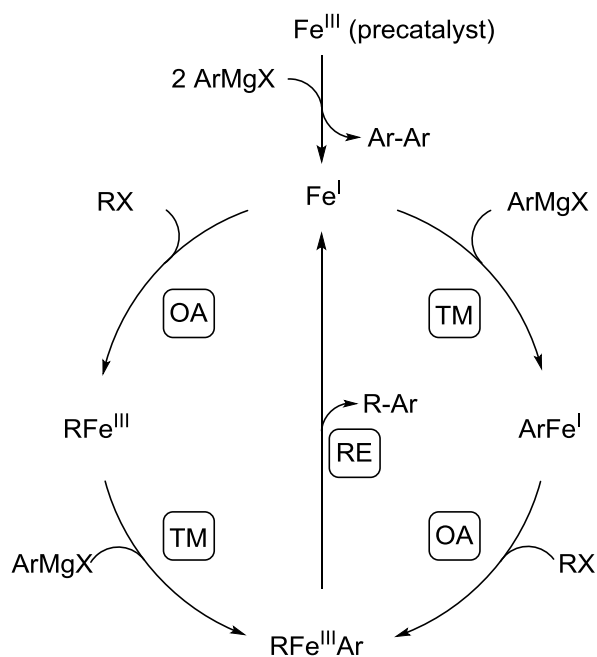 Fe^III (precatalyst)
2 ArMgX
Ar-Ar
RX
Fe^I
ArMgX
OA
TM
R-Ar
RFe^III
RE
ArFe^I
TM
OA
ArMgX
RX
RFe^IIIAr